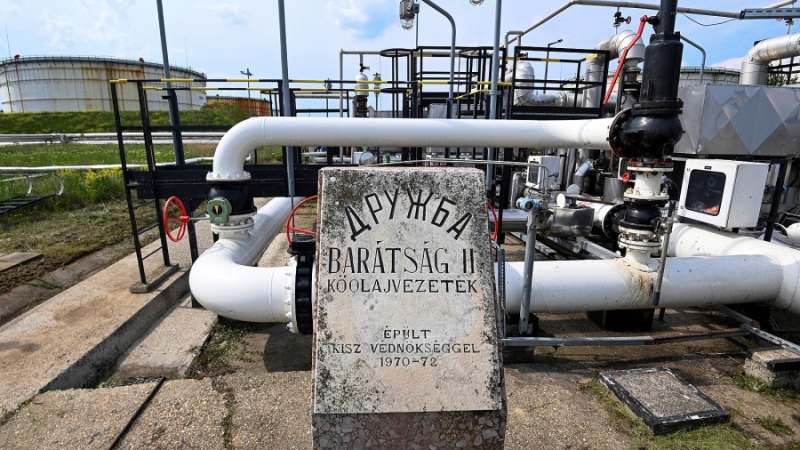 ДРУЖБА
BARÁTSÁG II
KŐOLAJVEZETÉK
ÉPÜLT
KISZ VÉDNÖKSÉGGEL
1970-72